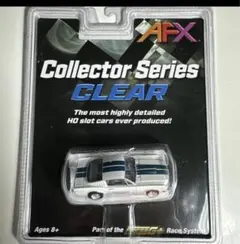 AFX
Collector Series
CLEAR
The most highly detailed
HO slot cars ever produced!
Ages 8+ Part of the Race System